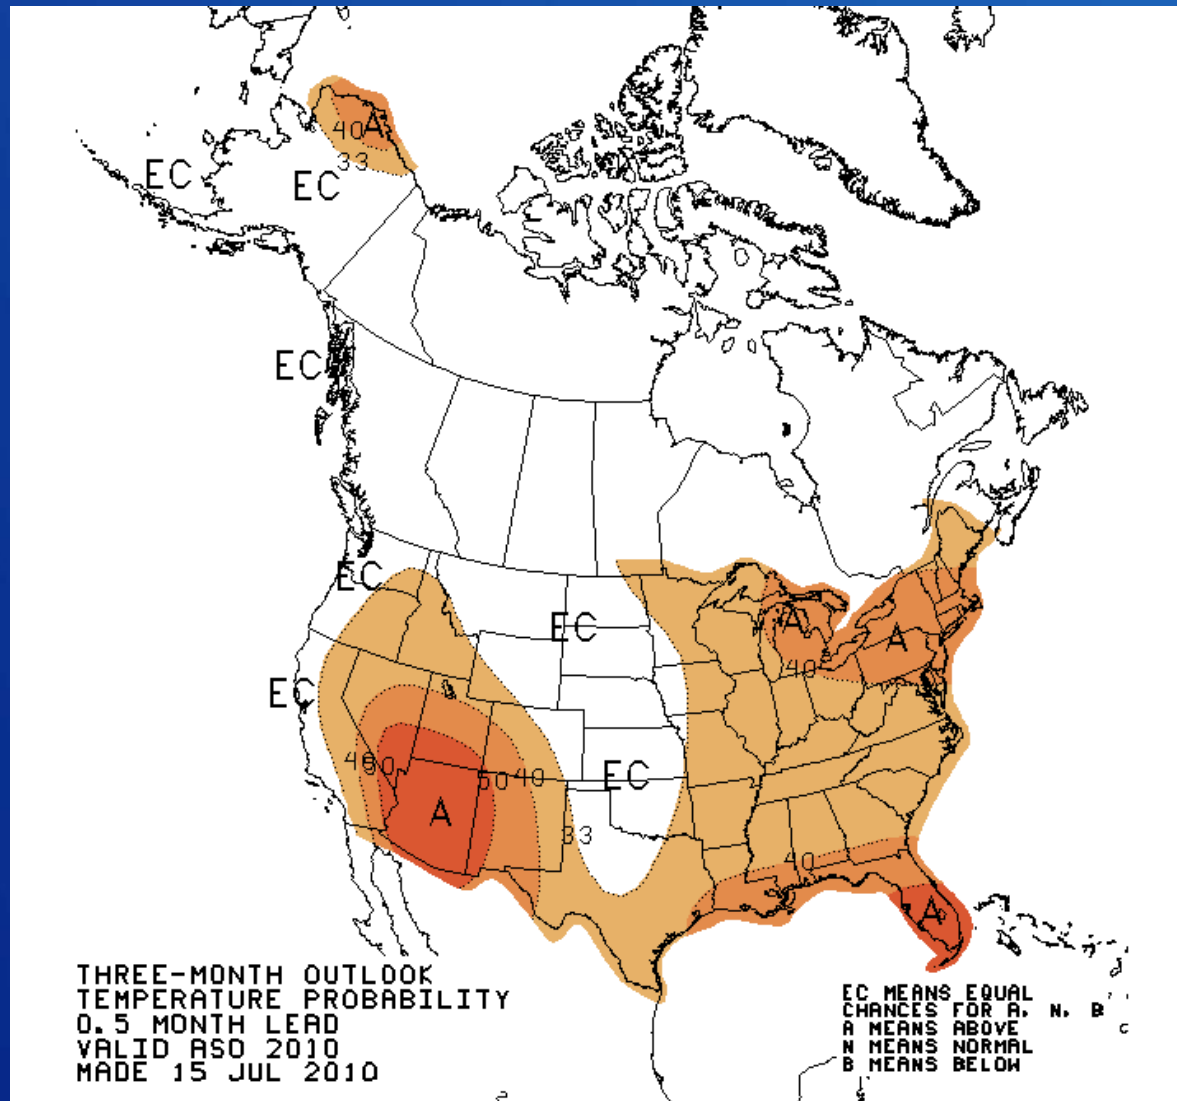 A
40
33
EC
EC
EC
EC
EC
A
A
40
EC
40
50
50
40
EC
A
33
40
A
THREE-MONTH OUTLOOK
TEMPERATURE PROBABILITY
0.5 MONTH LEAD
VALID ASO 2010
MADE 15 JUL 2010
EC MEANS EQUAL
CHANCES FOR A, N, B
A MEANS ABOVE
N MEANS NORMAL
B MEANS BELOW